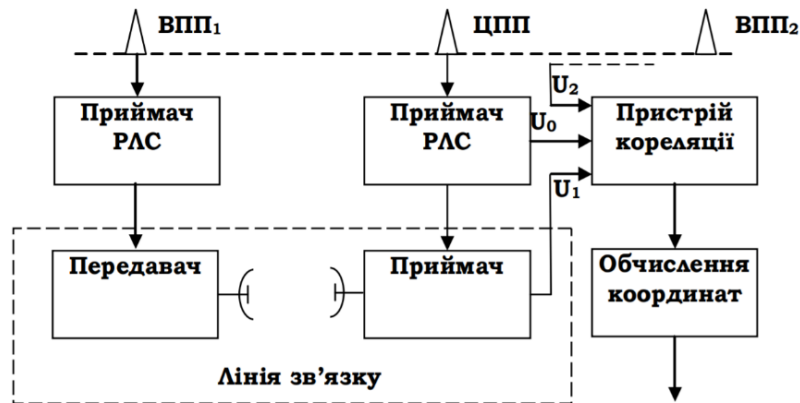 ВПП₁
ЦПП
ВПП₂
Приймач
РЛС
Приймач
РЛС
U₂
U₀
U₁
Пристрій
кореляції
Передавач
Приймач
Обчислення
координат
Лінія зв'язку